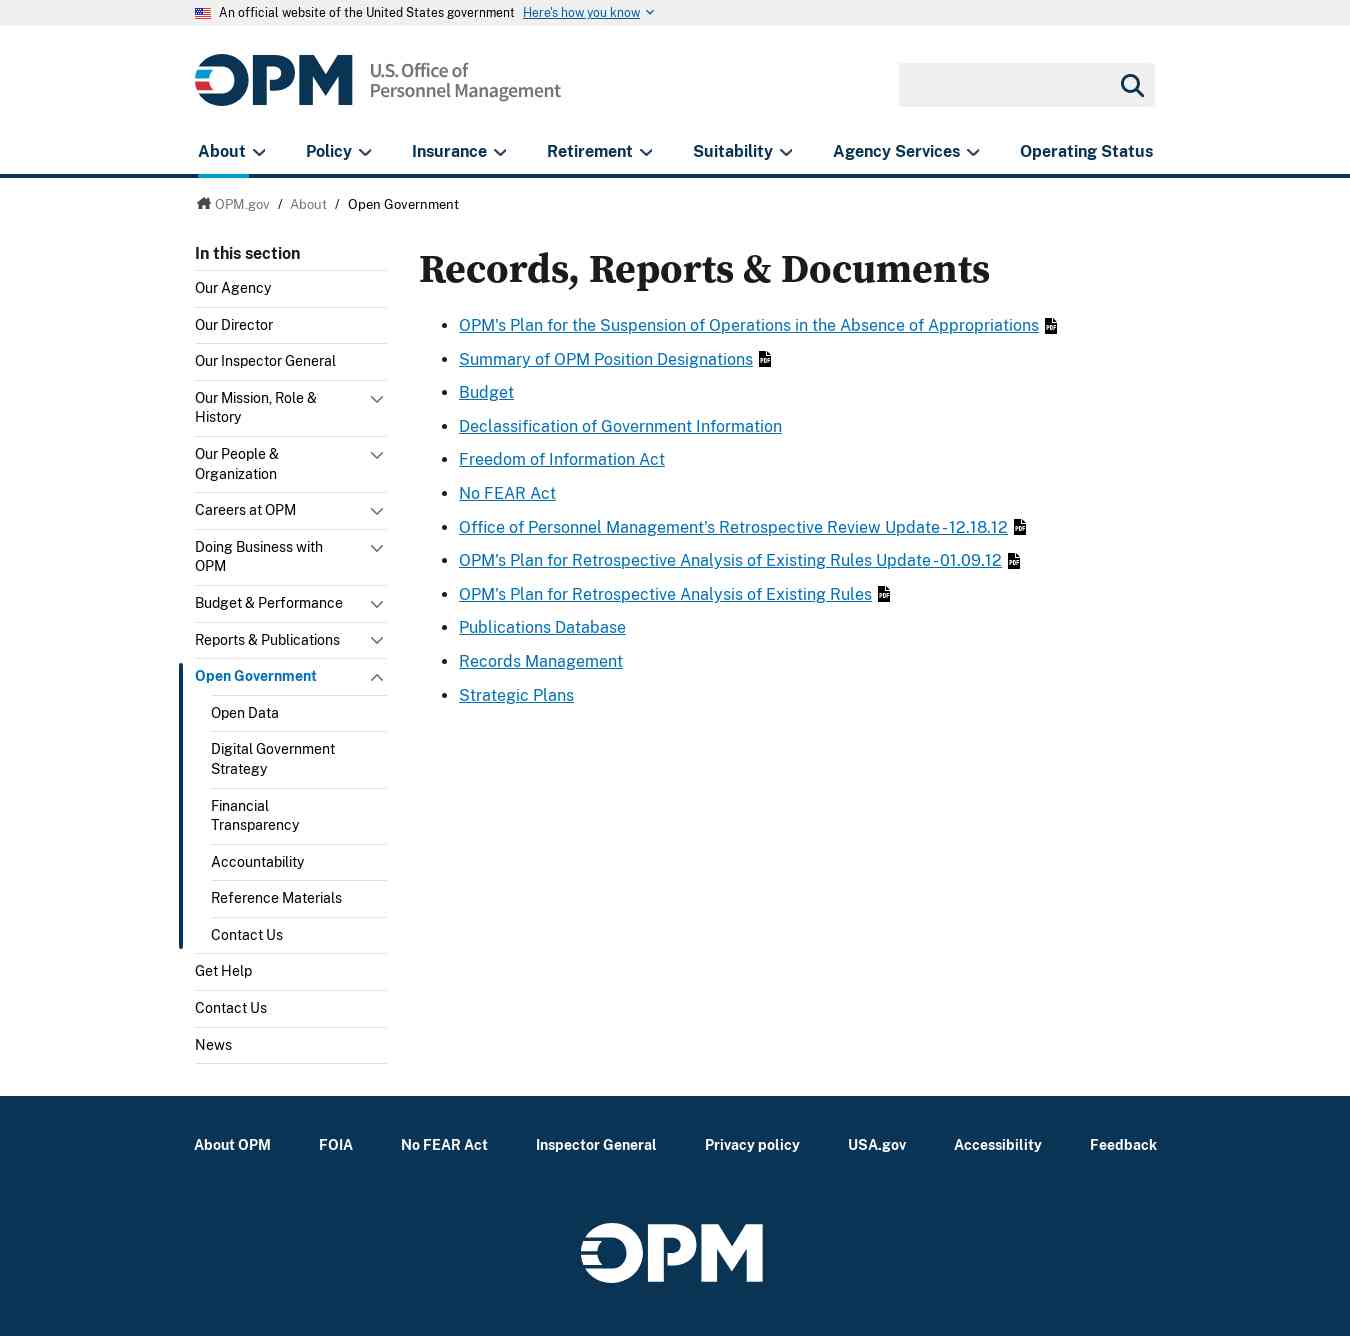 An official website of the United States government Here's how you know
OPM U.S. Office of
Personnel Management
About Policy Insurance Retirement Suitability Agency Services Operating Status
OPM.gov / About / Open Government
In this section
Our Agency
Our Director
Our Inspector General
Our Mission, Role &
History
Our People &
Organization
Careers at OPM
Doing Business with
OPM
Budget & Performance
Reports & Publications
Open Government
Open Data
Digital Government
Strategy
Financial
Transparency
Accountability
Reference Materials
Contact Us
Get Help
Contact Us
News
Records, Reports & Documents
OPM's Plan for the Suspension of Operations in the Absence of Appropriations PDF
Summary of OPM Position Designations PDF
Budget
Declassification of Government Information
Freedom of Information Act
No FEAR Act
Office of Personnel Management's Retrospective Review Update - 12.18.12 PDF
OPM's Plan for Retrospective Analysis of Existing Rules Update - 01.09.12 PDF
OPM's Plan for Retrospective Analysis of Existing Rules PDF
Publications Database
Records Management
Strategic Plans
About OPM FOIA No FEAR Act Inspector General Privacy policy USA.gov Accessibility Feedback
OPM